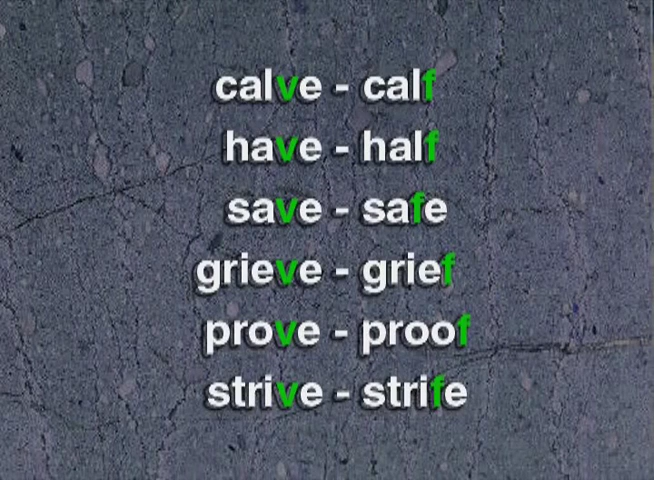 calve - calf
have - half
save - safe
grieve - grief
prove - proof
strive - strife